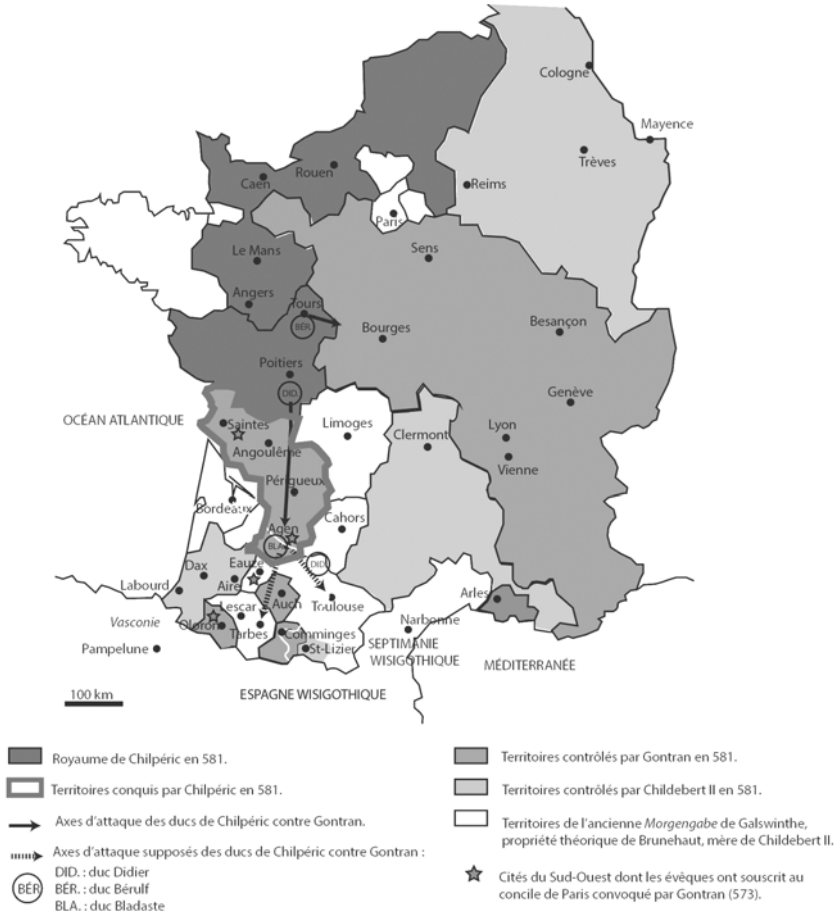 Cologne
Mayence
Trèves
Reims
Rouen
Caen
Paris
Sens
Le Mans
Angers
Tours
BÉR.
Bourges
Besançon
Poitiers
DID.
Genève
OCÉAN ATLANTIQUE
Saintes
Limoges
Clermont
Lyon
Angoulême
Vienne
Périgueux
Bordeaux
Cahors
Agen
BLA.
DID.
Eauze
Dax
Labourd
Aire
Auch
Toulouse
Arles
Lescar
Narbonne
Vasconie
Oloron
Tarbes
Comminges
SEPTIMANIE
WISIGOTHIQUE
Pampelune
St-Lizier
MÉDITERRANÉE
ESPAGNE WISIGOTHIQUE
100 km
Royaume de Chilpéric en 581.
Territoires conquis par Chilpéric en 581.
Axes d'attaque des ducs de Chilpéric contre Gontran.
Axes d'attaque supposés des ducs de Chilpéric contre Gontran :
DID. : duc Didier
BÉR
BÉR. : duc Bérulf
BLA. : duc Bladaste
Territoires contrôlés par Gontran en 581.
Territoires contrôlés par Childebert II en 581.
Territoires de l'ancienne Morgengabe de Galswinthe,
propriété théorique de Brunehaut, mère de Childebert II.
Cités du Sud-Ouest dont les évêques ont souscrit au
concile de Paris convoqué par Gontran (573).